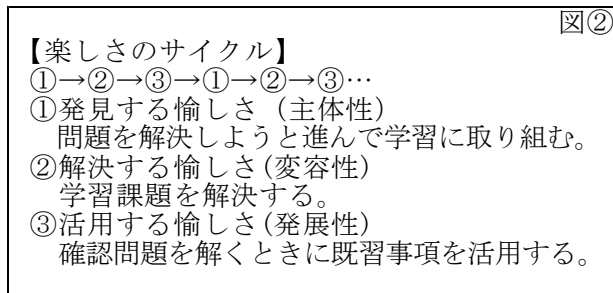 図②
【楽しさのサイクル】
①→②→③→①→②→③…
①発見する愉しさ（主体性）
問題を解決しようと進んで学習に取り組む。
②解決する愉しさ(変容性)
学習課題を解決する。
③活用する愉しさ(発展性)
確認問題を解くときに既習事項を活用する。